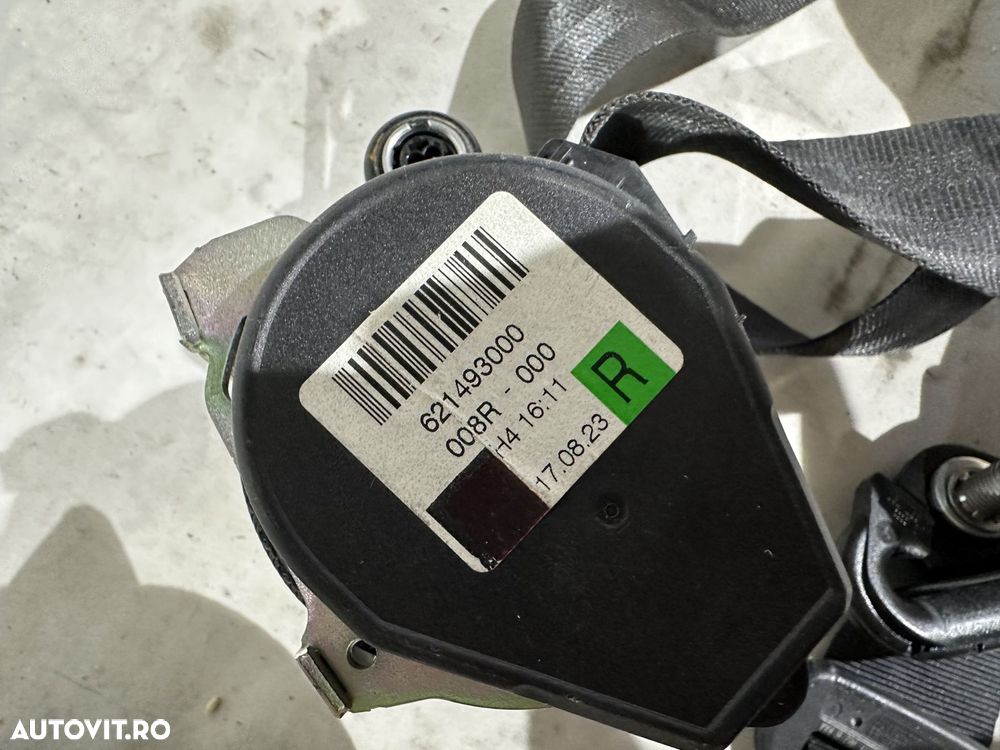 621493000
008R - 000
H4 16:11
17.08.23
R
AUTOVIT.RO